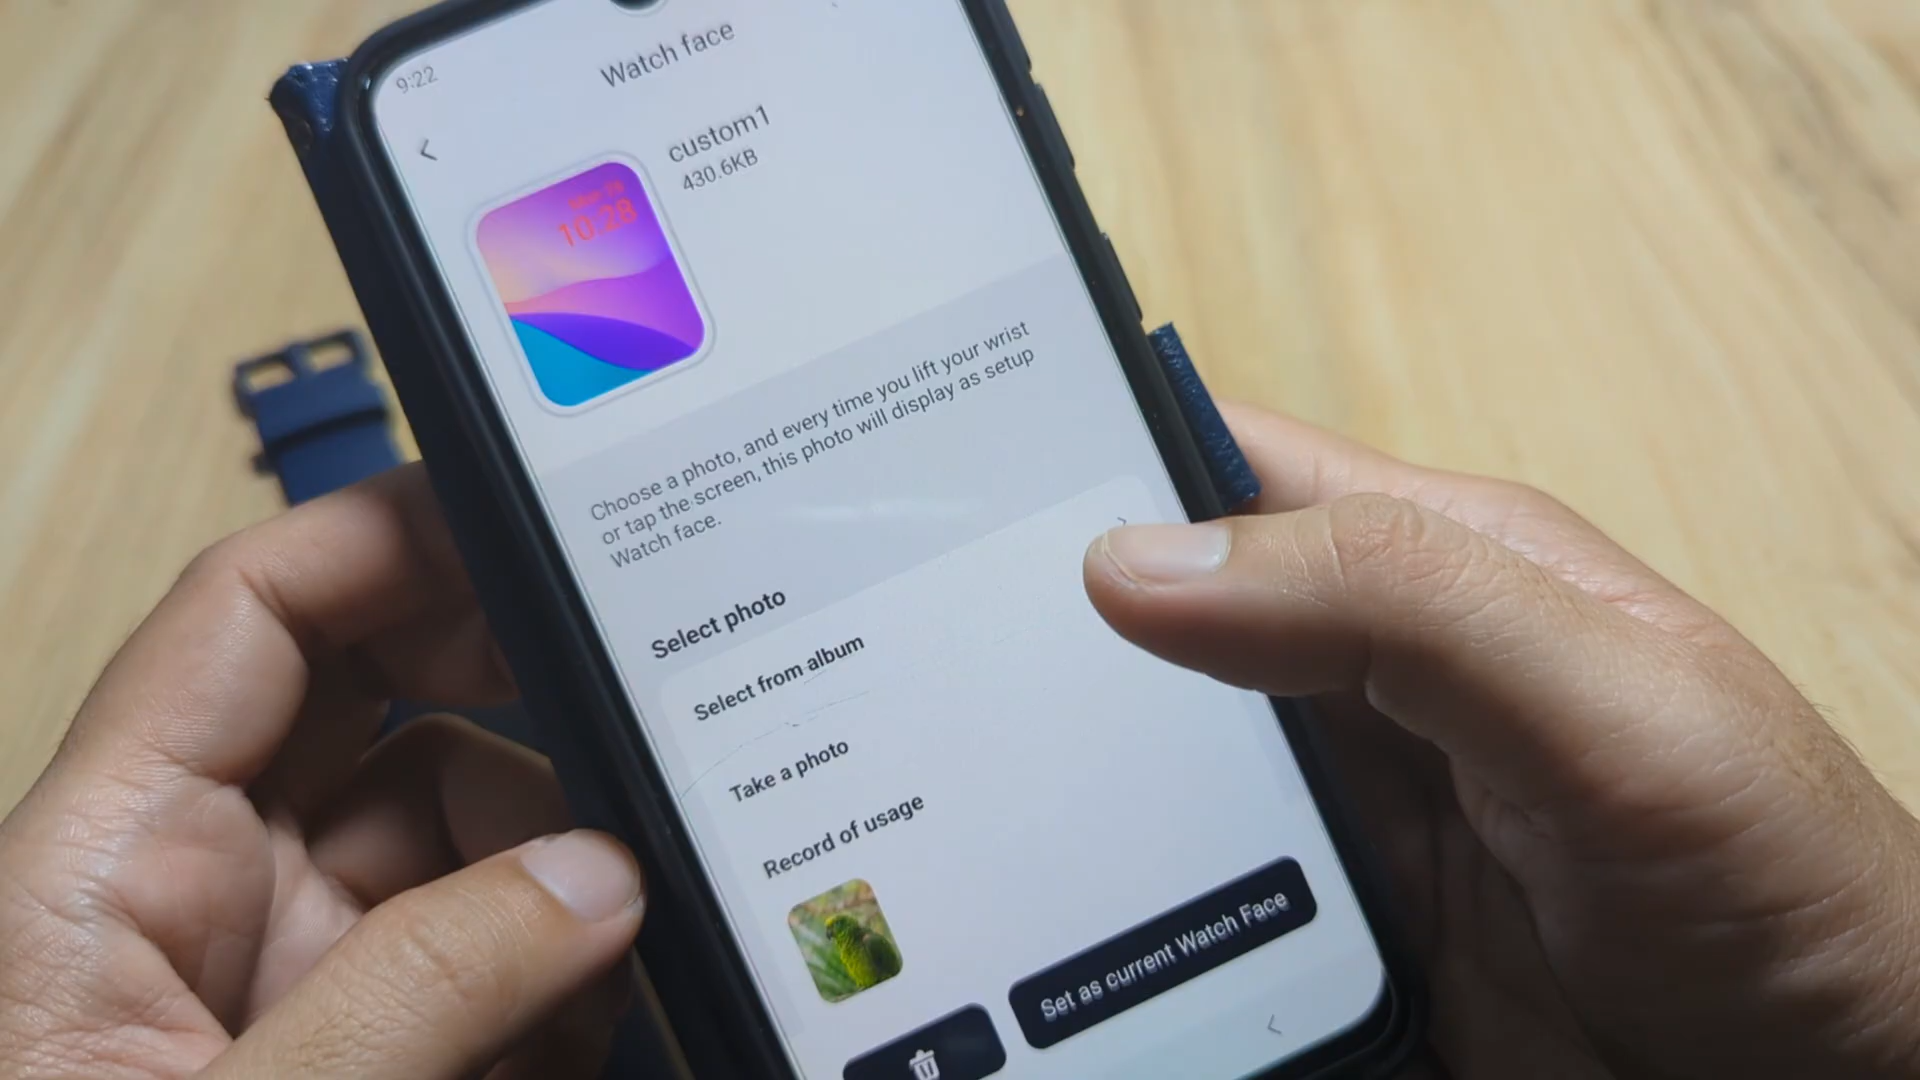 9:22
Watch face
custom1
430.6KB
10:28
Choose a photo, and every time you lift your wrist
or tap the screen, this photo will display as setup
Watch face.
Select photo
Select from album
Take a photo
Record of usage
Set as current Watch Face